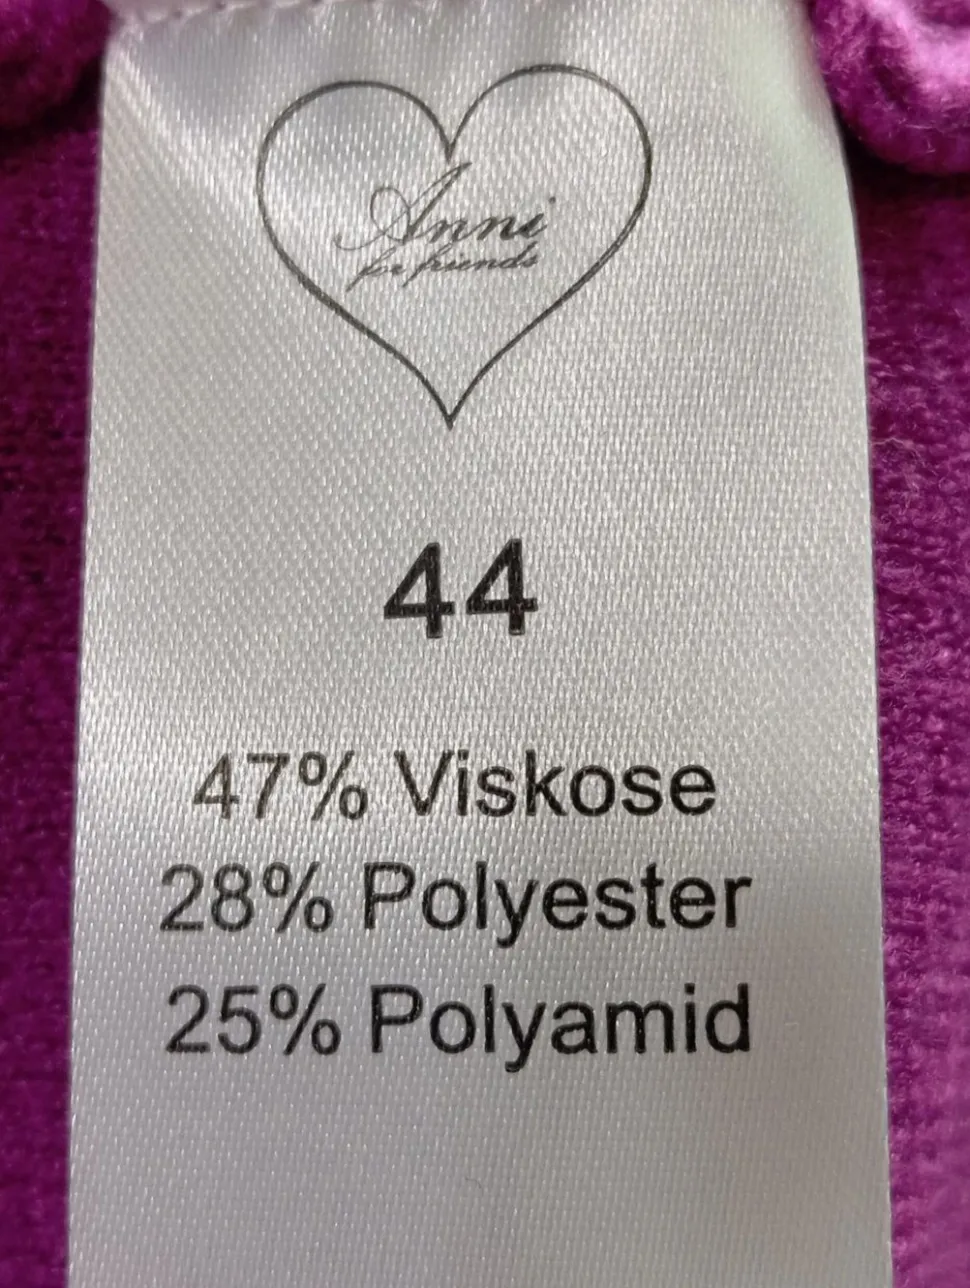 Anni
for friends
44
47% Viskose
28% Polyester
25% Polyamid